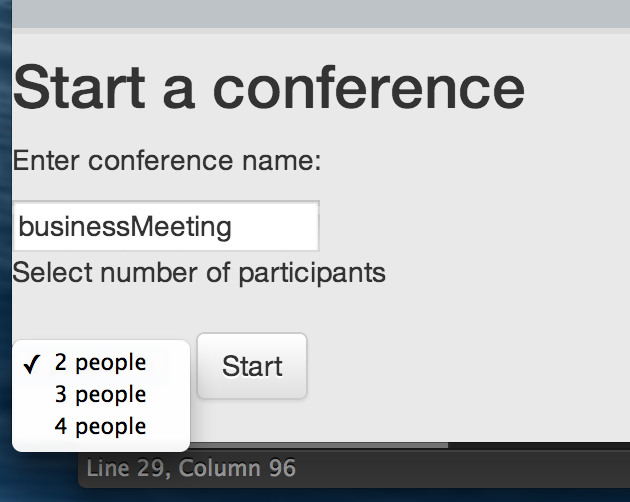 Start a conference
Enter conference name:
businessMeeting
Select number of participants
✓ 2 people
3 people
4 people
Start
Line 29, Column 96